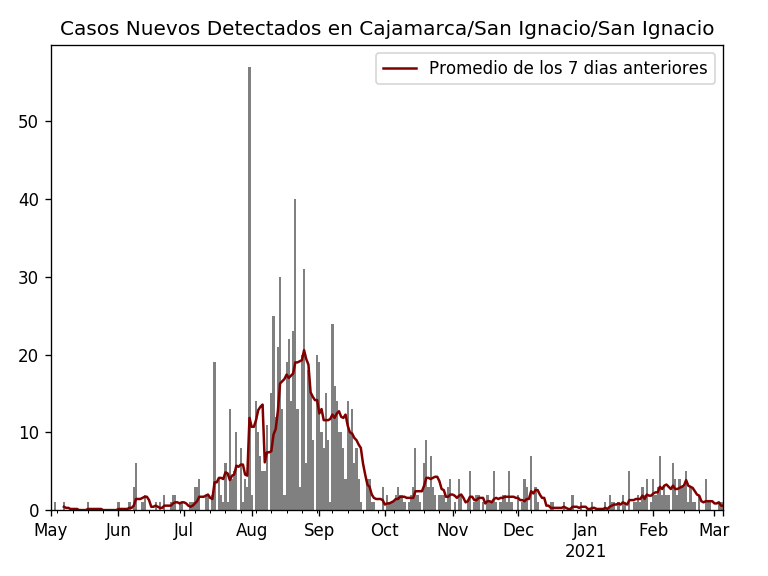 Casos Nuevos Detectados en Cajamarca/San Ignacio/San Ignacio
Promedio de los 7 dias anteriores
50
40
30
20
10
0
May Jun Jul Aug Sep Oct Nov Dec Jan Feb Mar
2021